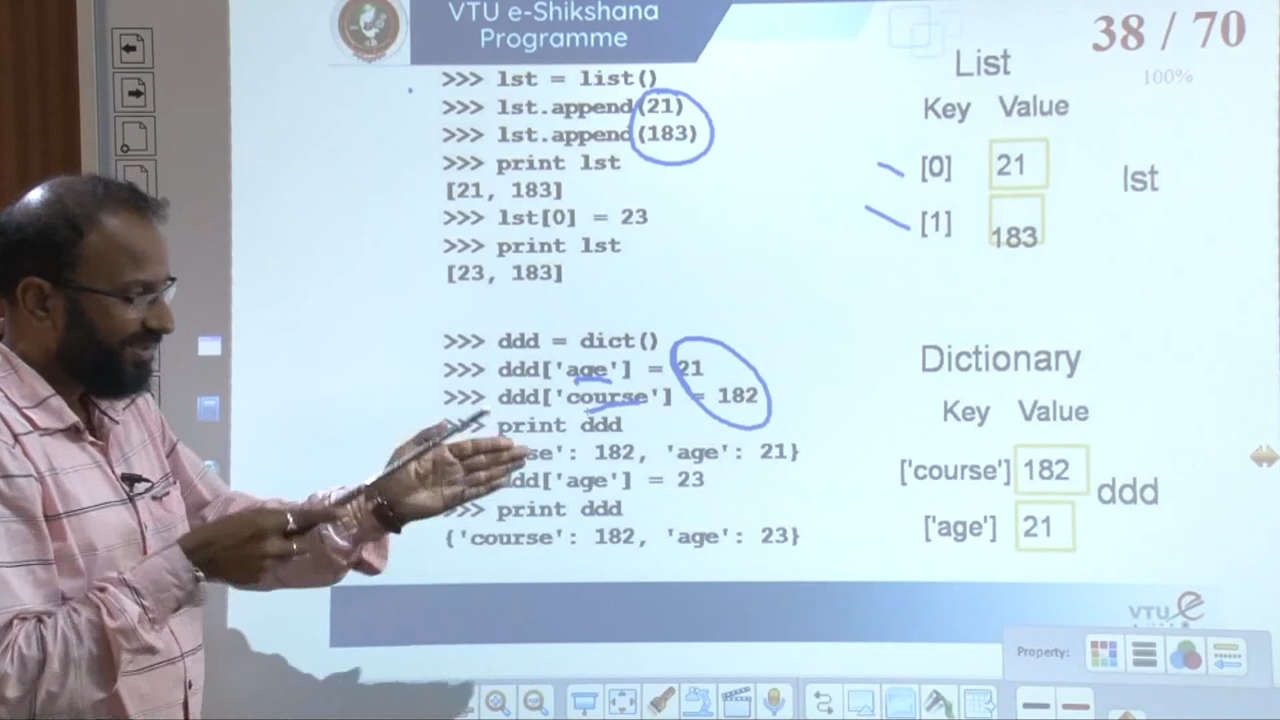 VTU e-Shikshana
Programme
38 / 70
100%
>>> lst = list()
>>> lst.append(21)
>>> lst.append(183)
>>> print lst
[21, 183]
>>> lst[0] = 23
>>> print lst
[23, 183]
List
Key Value
[0] 21
[1] 183
lst
>>> ddd = dict()
>>> ddd['age'] = 21
>>> ddd['course'] = 182
>>> print ddd
se': 182, 'age': 21}
ddd['age'] = 23
>>> print ddd
{'course': 182, 'age': 23}
Dictionary
Key Value
['course'] 182
['age'] 21
ddd
VTU e
Property: